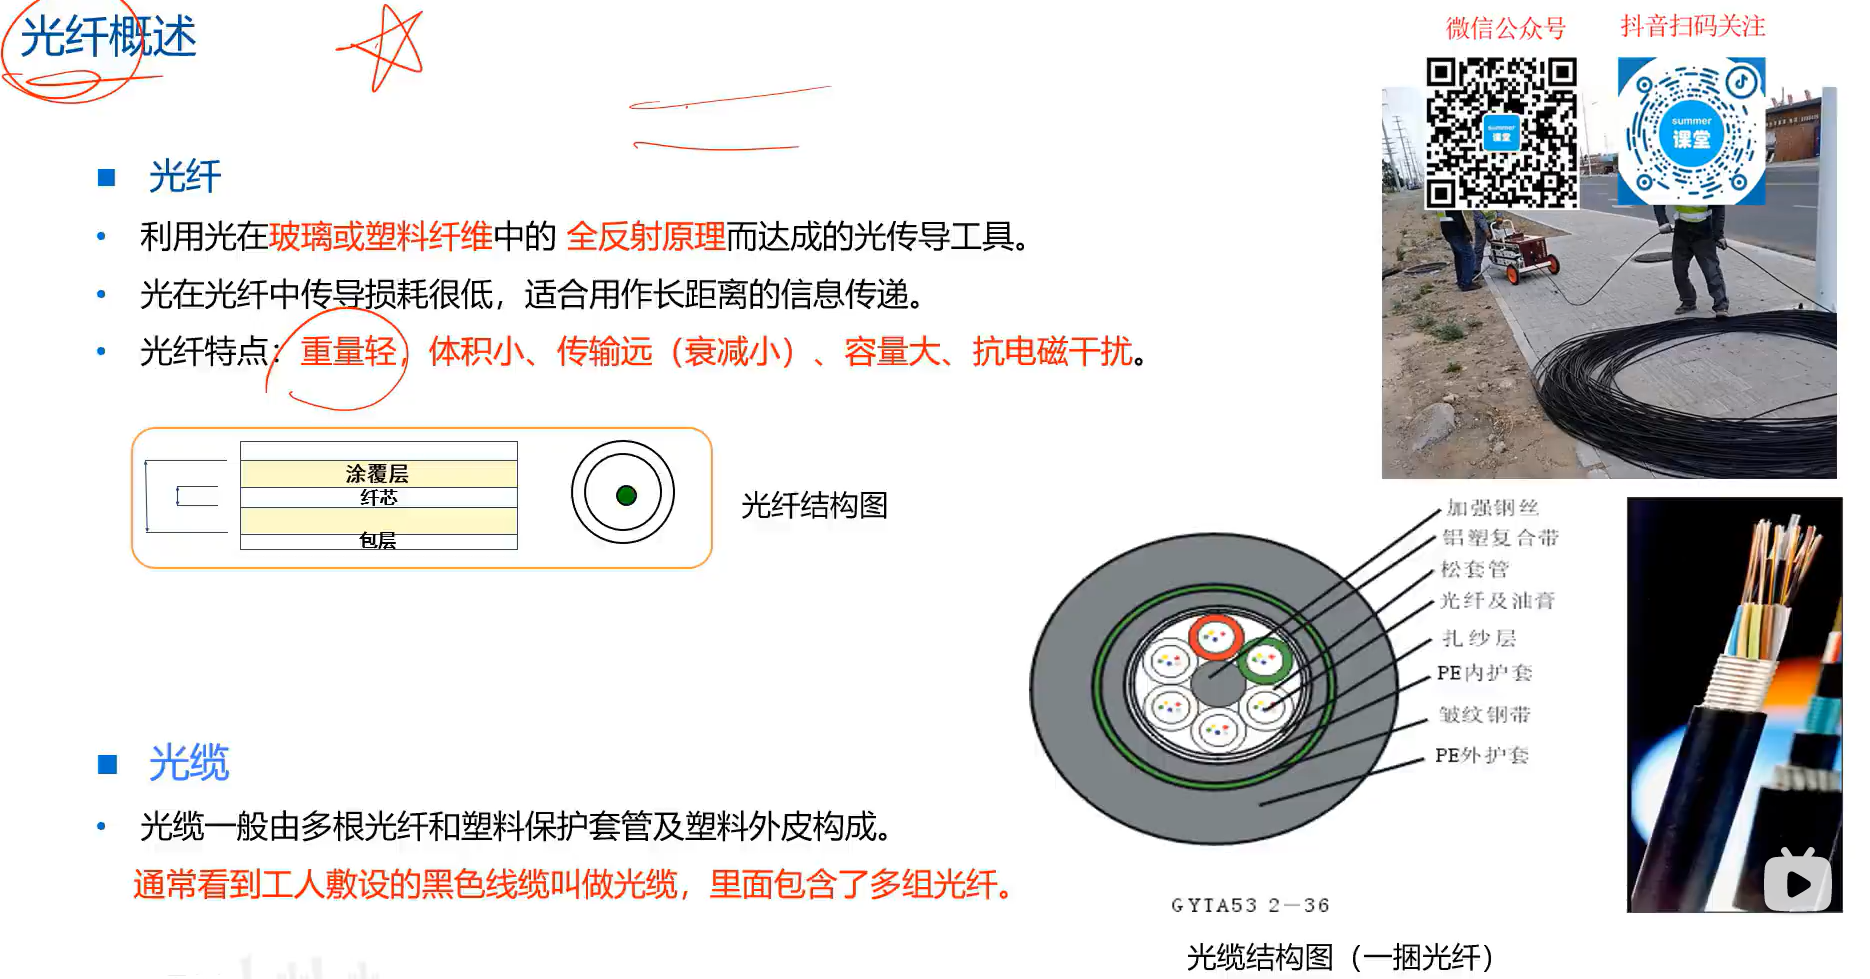 光纤概述
微信公众号
抖音扫码关注
summer
课堂
summer
课堂
光纤
利用光在玻璃或塑料纤维中的 全反射原理而达成的光传导工具。
光在光纤中传导损耗很低，适合用作长距离的信息传递。
光纤特点：重量轻，体积小、传输远（衰减小）、容量大、抗电磁干扰。
涂覆层
纤芯
包层
光纤结构图
加强钢丝
铝塑复合带
松套管
光纤及油膏
扎纱层
PE内护套
皱纹钢带
PE外护套
光缆
光缆一般由多根光纤和塑料保护套管及塑料外皮构成。
通常看到工人敷设的黑色线缆叫做光缆，里面包含了多组光纤。
GYTA53 2－36
光缆结构图（一捆光纤）